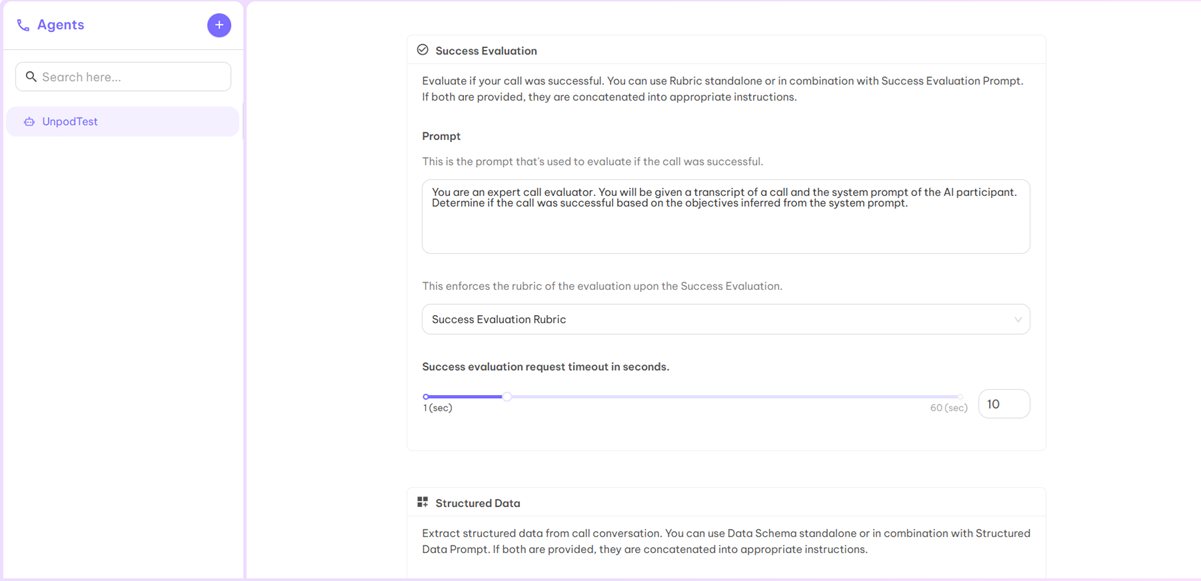 Agents
+
Search here...
UnpodTest
Success Evaluation
Evaluate if your call was successful. You can use Rubric standalone or in combination with Success Evaluation Prompt.
If both are provided, they are concatenated into appropriate instructions.
Prompt
This is the prompt that's used to evaluate if the call was successful.
You are an expert call evaluator. You will be given a transcript of a call and the system prompt of the AI participant.
Determine if the call was successful based on the objectives inferred from the system prompt.
This enforces the rubric of the evaluation upon the Success Evaluation.
Success Evaluation Rubric
Success evaluation request timeout in seconds.
1 (sec)
60 (sec)
10
Structured Data
Extract structured data from call conversation. You can use Data Schema standalone or in combination with Structured
Data Prompt. If both are provided, they are concatenated into appropriate instructions.